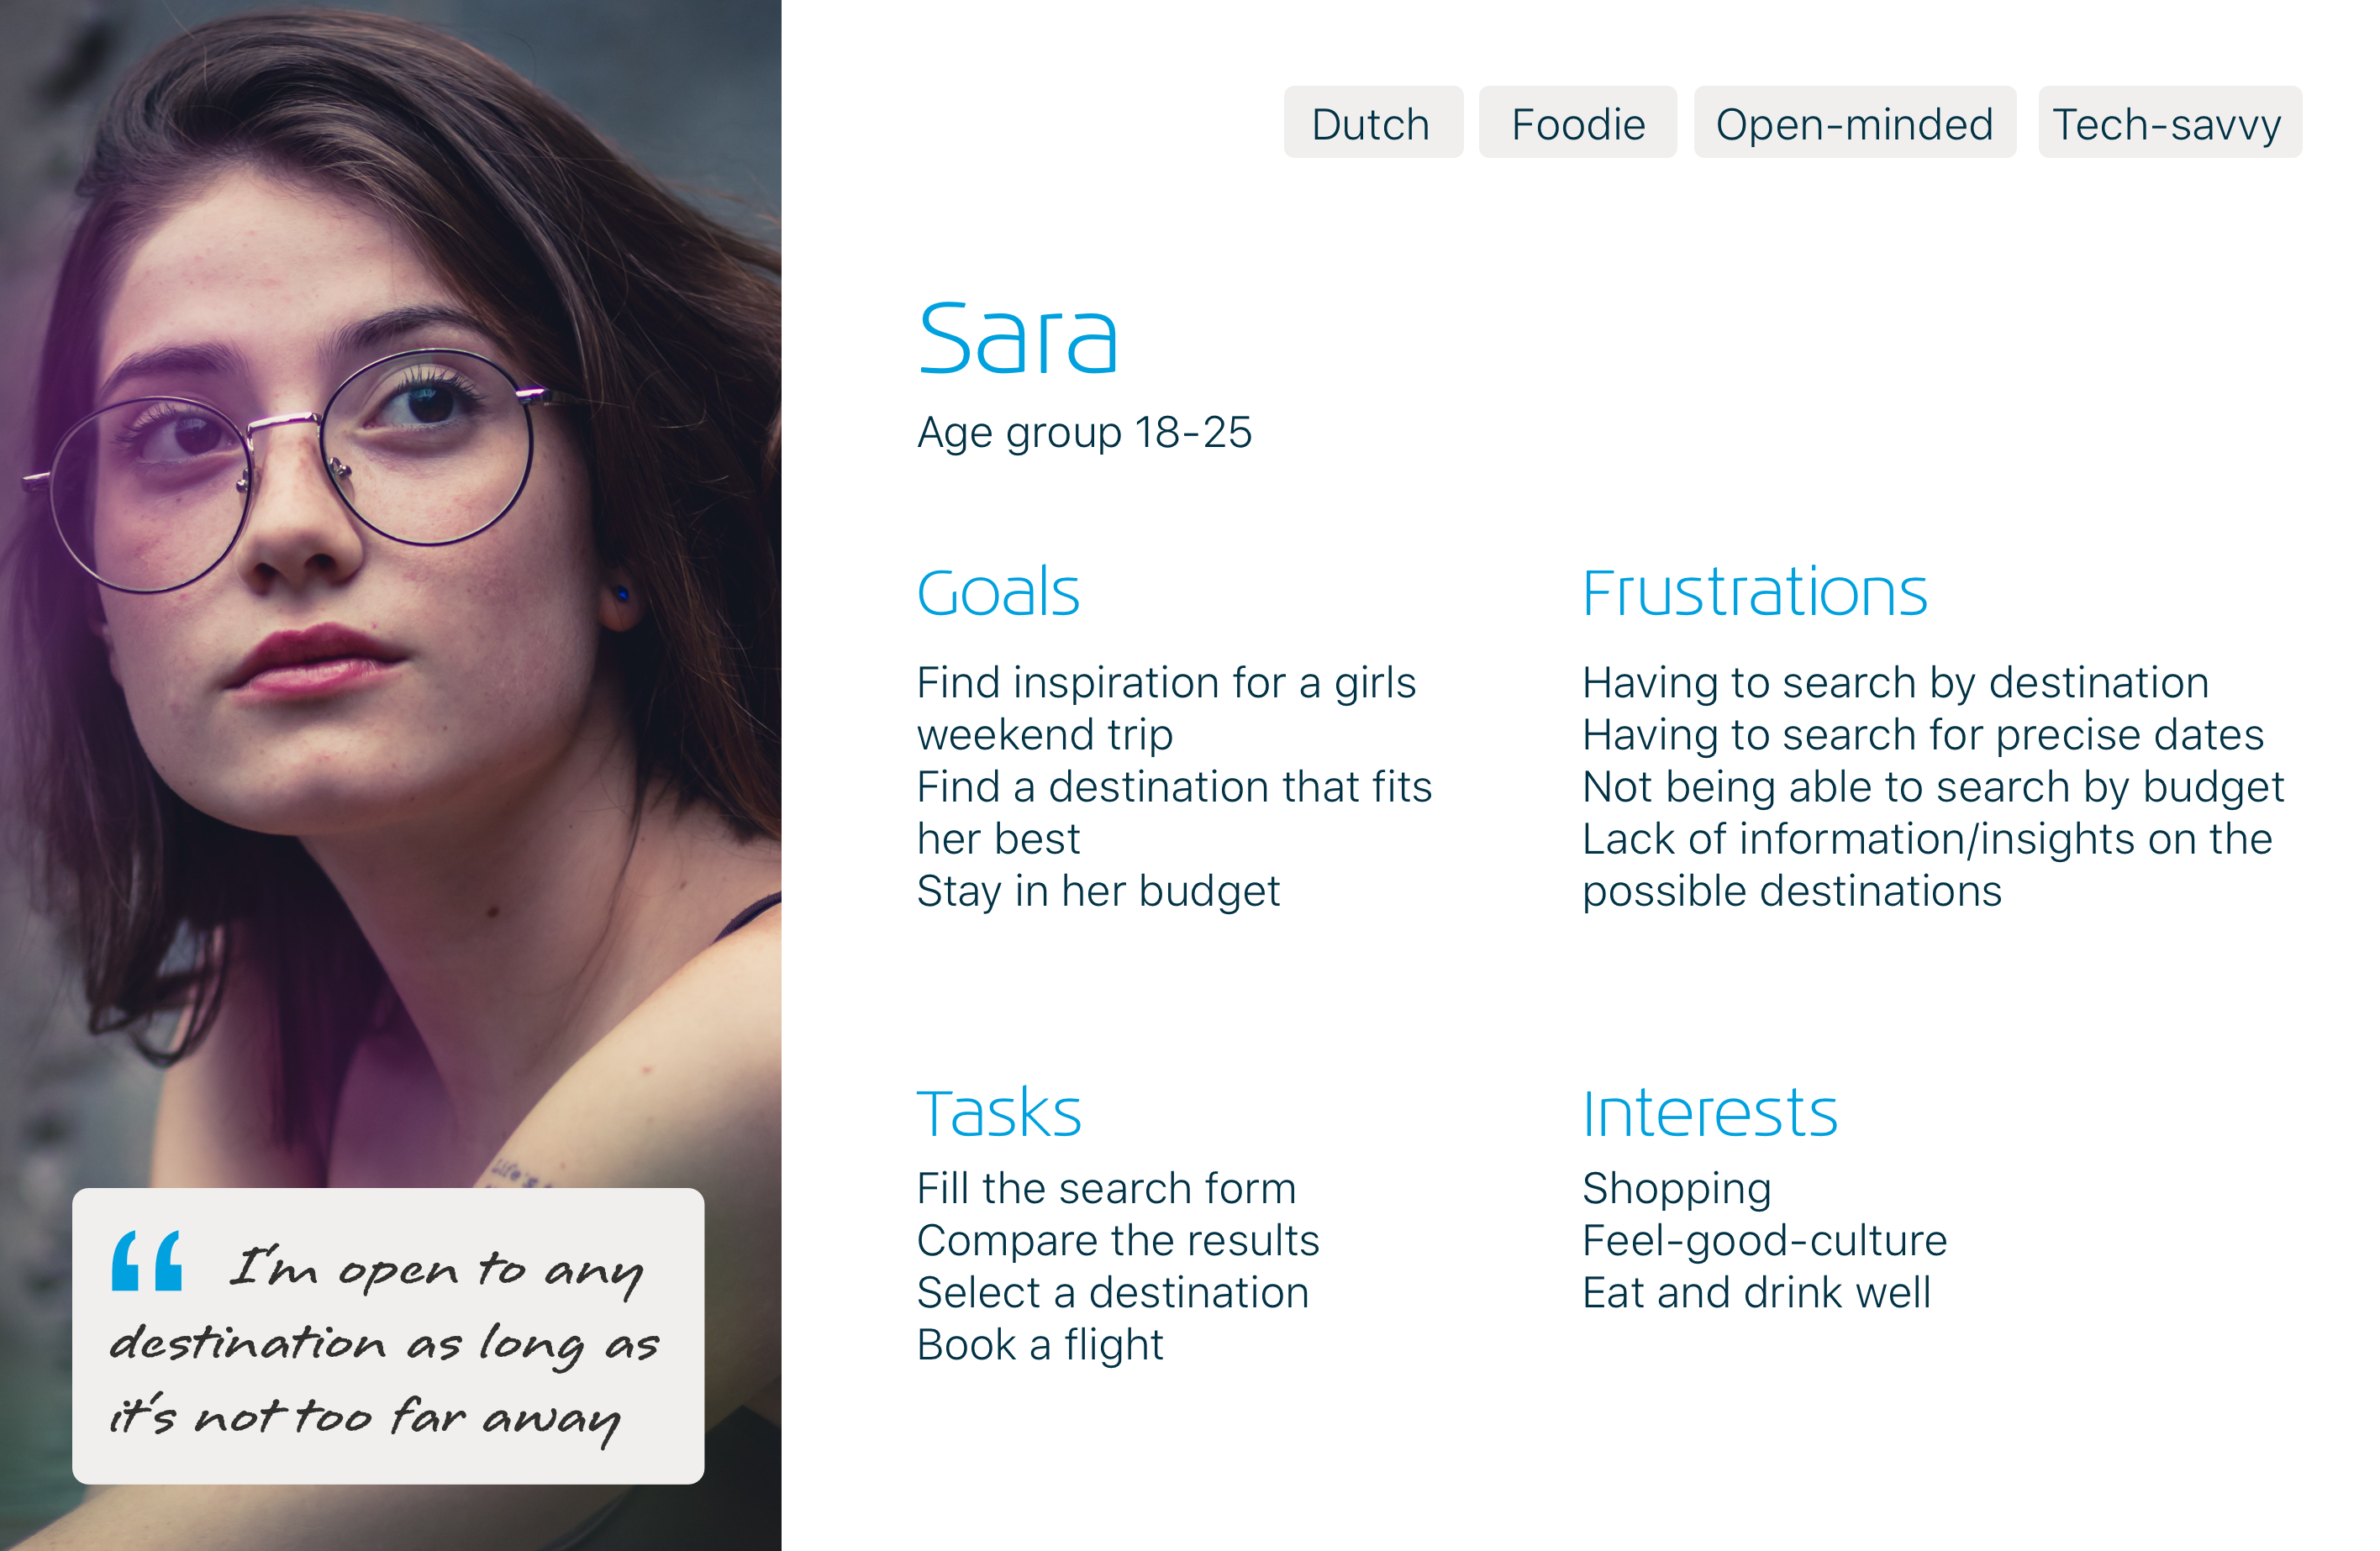 Dutch
Foodie
Open-minded
Tech-savvy
Sara
Age group 18-25
Goals
Find inspiration for a girls
weekend trip
Find a destination that fits
her best
Stay in her budget
Frustrations
Having to search by destination
Having to search for precise dates
Not being able to search by budget
Lack of information/insights on the
possible destinations
Tasks
Fill the search form
Compare the results
Select a destination
Book a flight
Interests
Shopping
Feel-good-culture
Eat and drink well
Life's
“ I'm open to any
destination as long as
it's not too far away